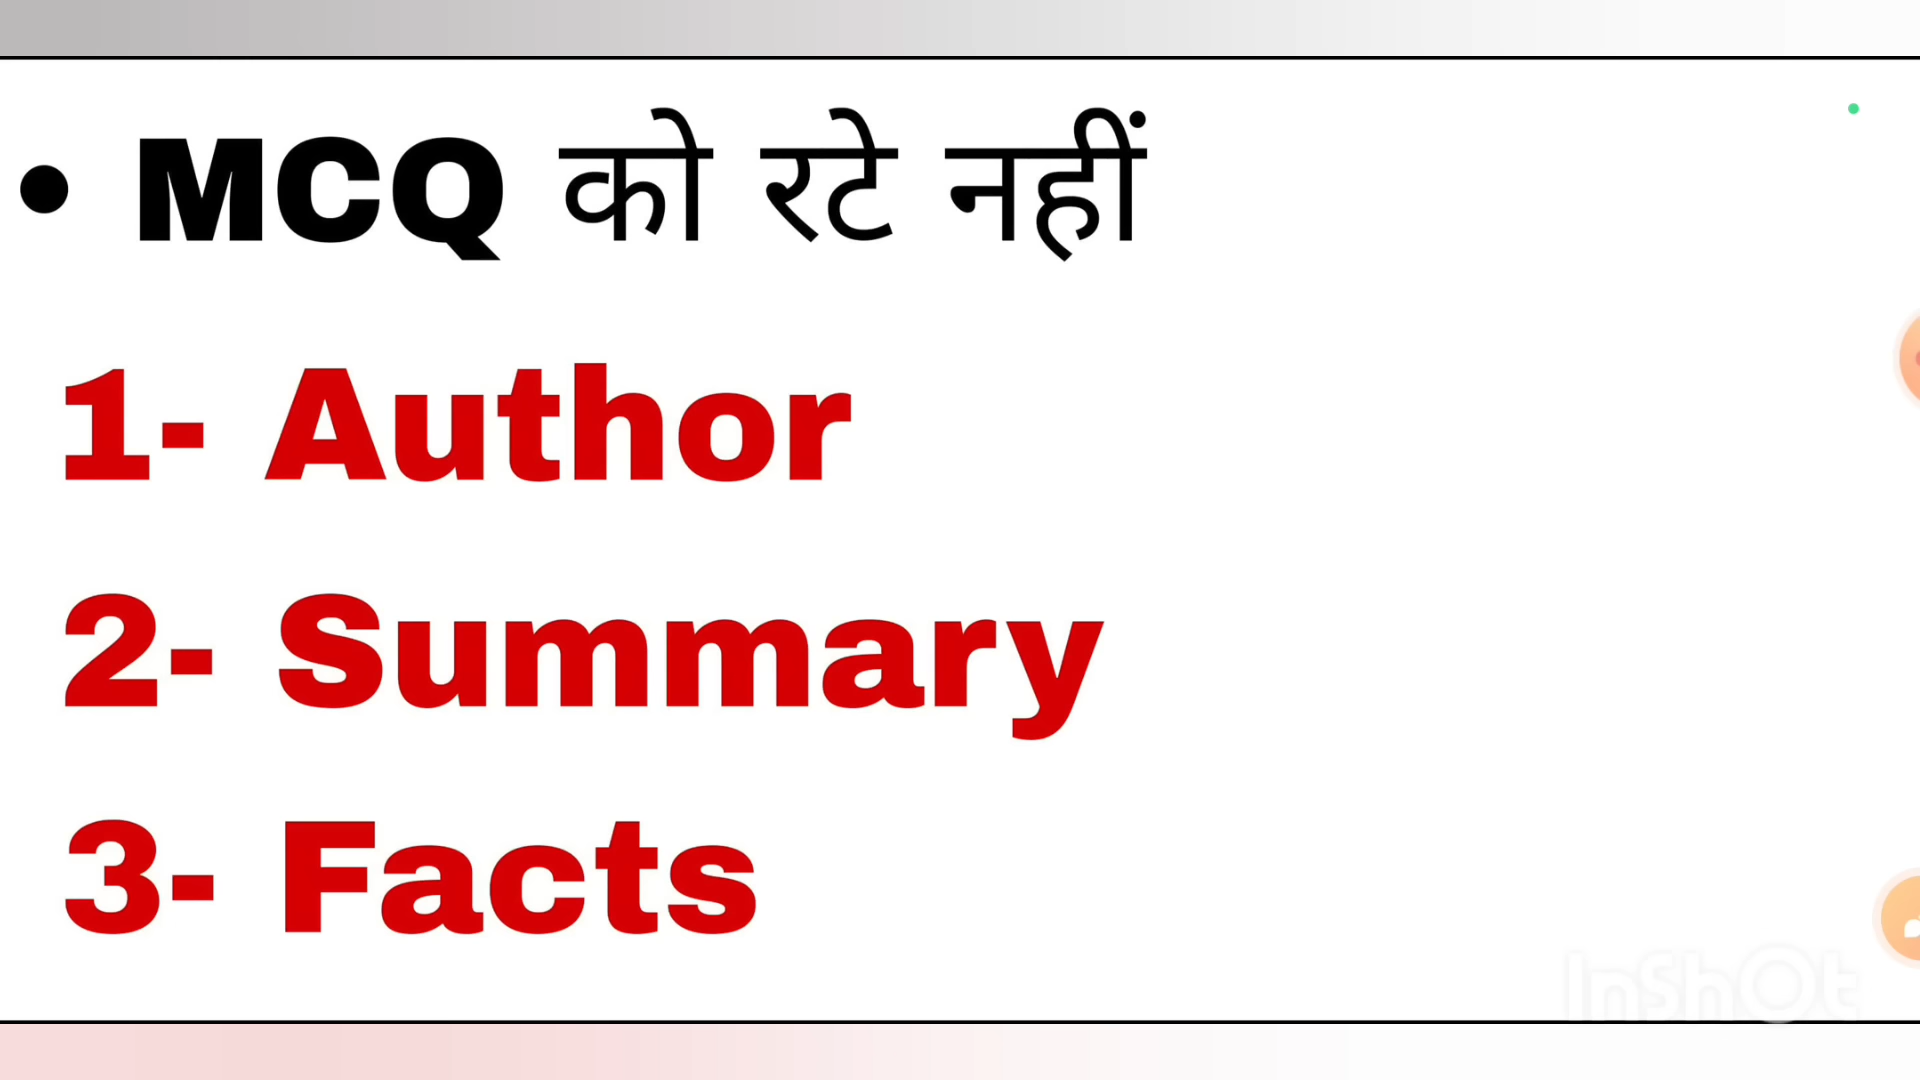 • MCQ को रटे नहीं
1- Author
2- Summary
3- Facts
InShOt